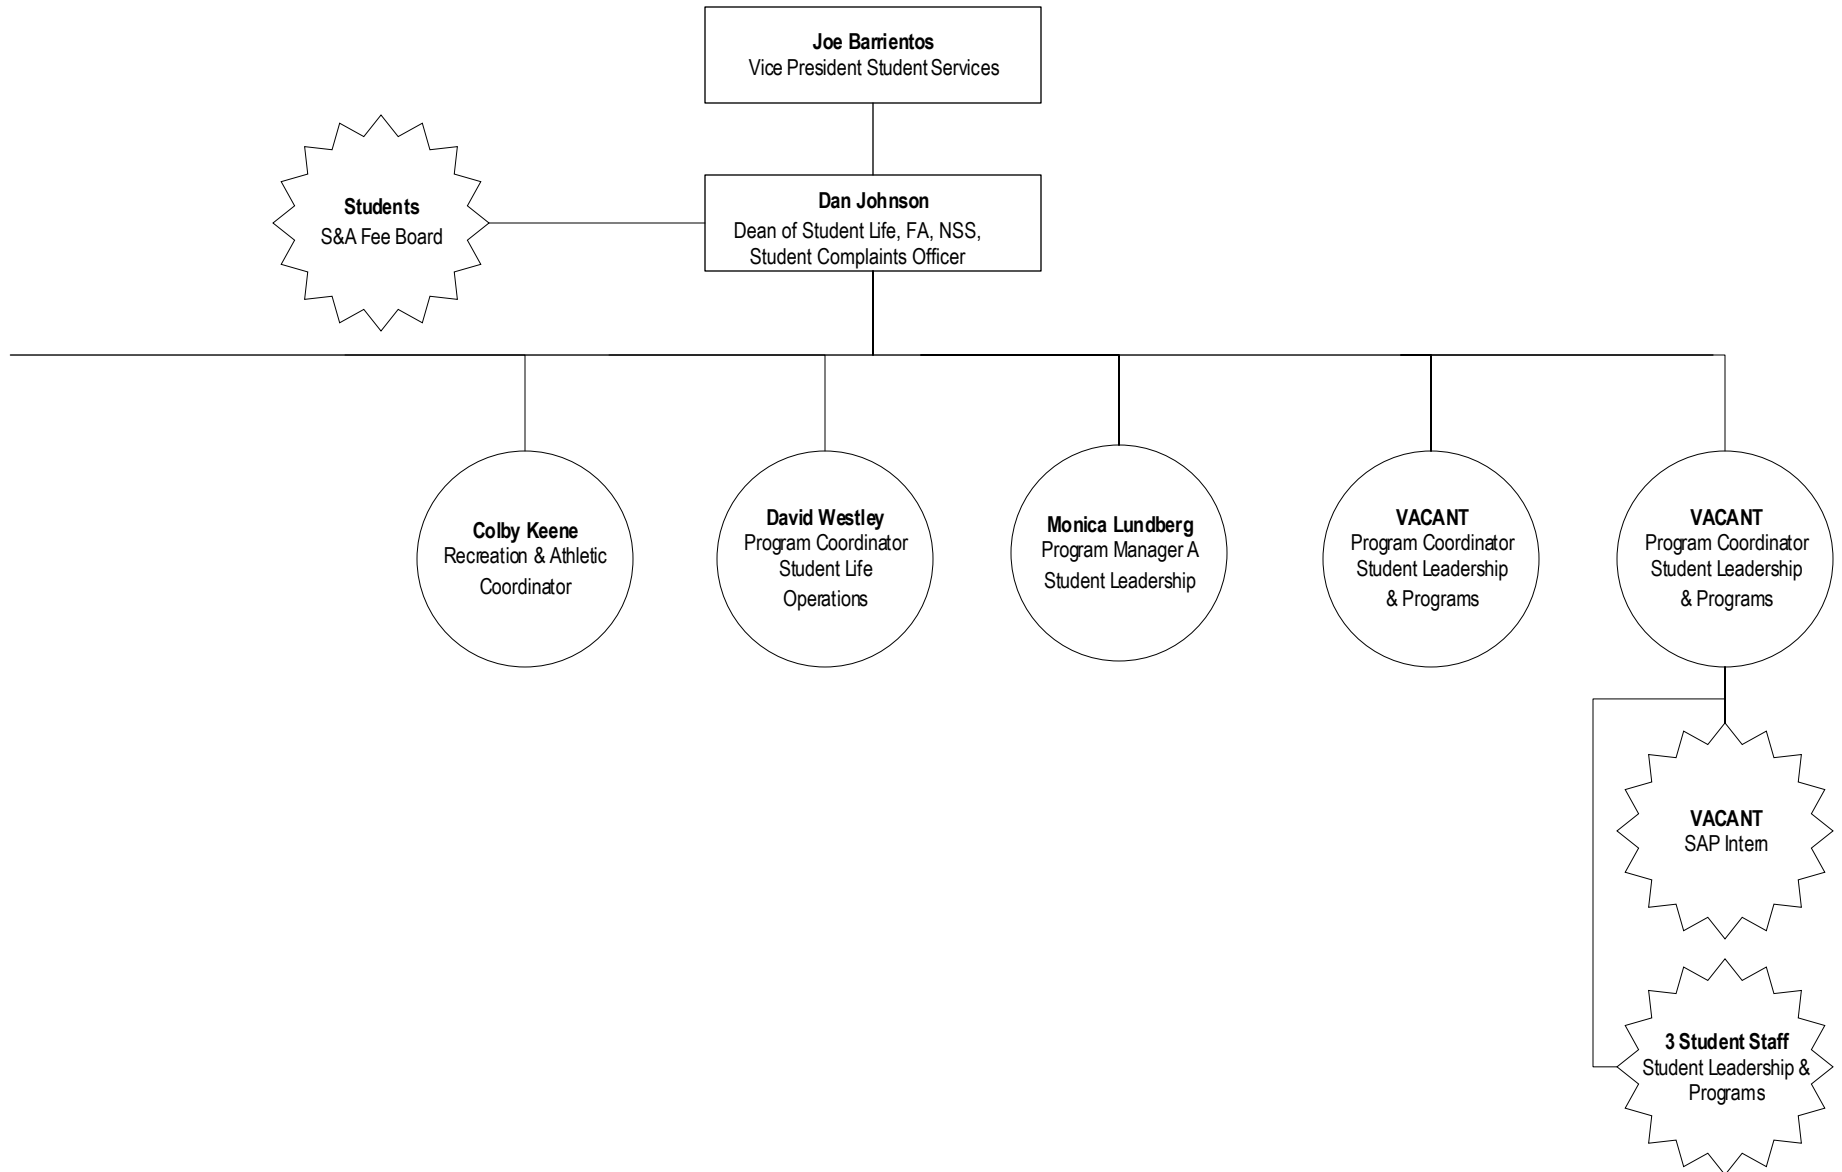 Joe Barrientos
Vice President Student Services
Students
S&A Fee Board
Dan Johnson
Dean of Student Life, FA, NSS,
Student Complaints Officer
Colby Keene
Recreation & Athletic
Coordinator
David Westley
Program Coordinator
Student Life
Operations
Monica Lundberg
Program Manager A
Student Leadership
VACANT
Program Coordinator
Student Leadership
& Programs
VACANT
Program Coordinator
Student Leadership
& Programs
VACANT
SAP Intern
3 Student Staff
Student Leadership &
Programs